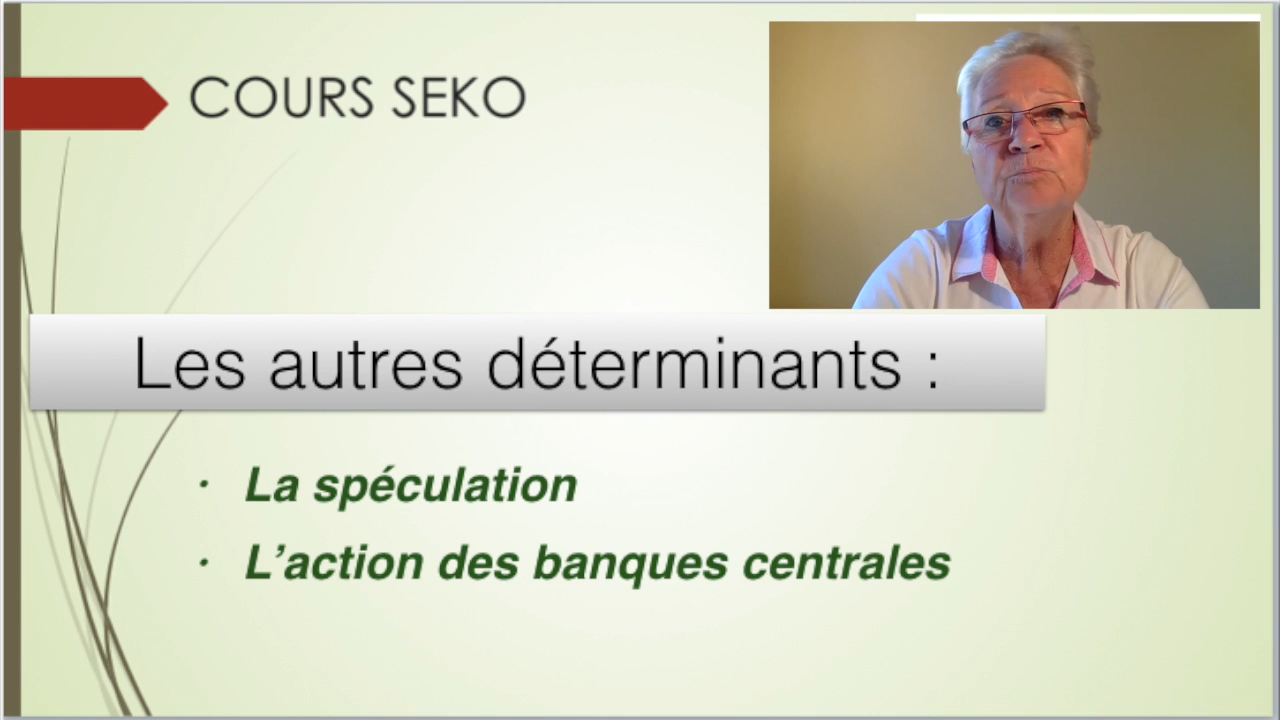 COURS SEKO
Les autres déterminants :
· La spéculation
· L’action des banques centrales